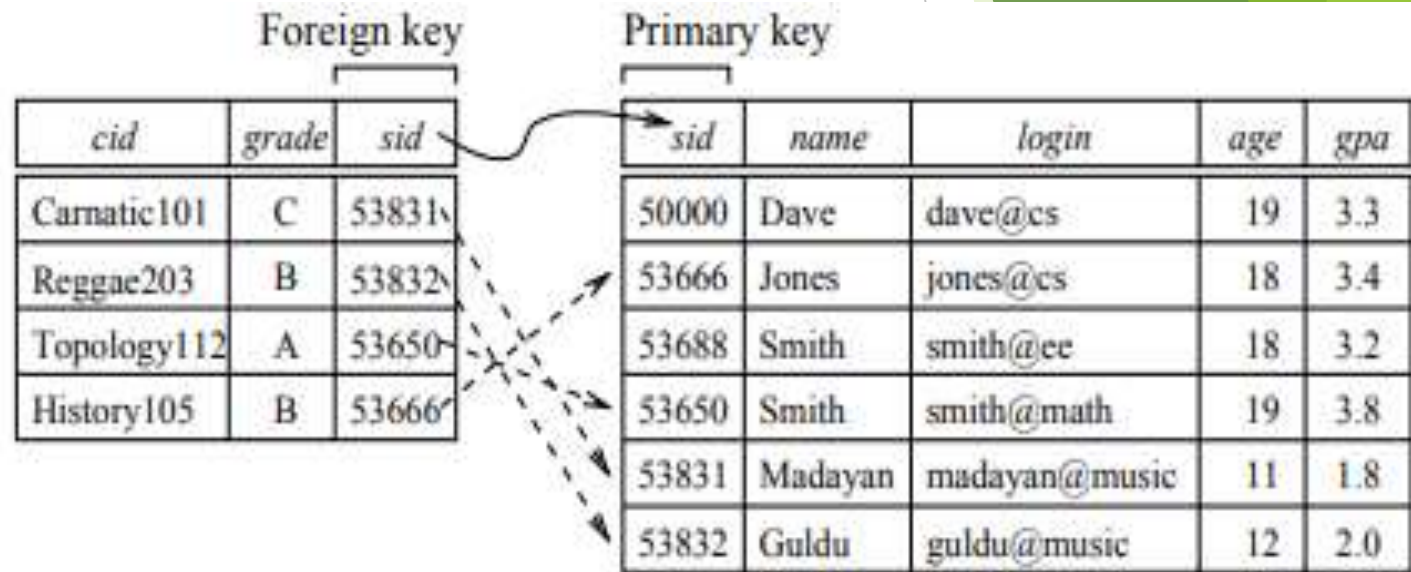 Foreign key Primary key
cid grade sid sid name login age gpa
Carnatic101 C 53831 50000 Dave dave@cs 19 3.3
Reggae203 B 53832 53666 Jones jones@cs 18 3.4
Topology112 A 53650 53688 Smith smith@ee 18 3.2
History105 B 53666 53650 Smith smith@math 19 3.8
53831 Madayan madayan@music 11 1.8
53832 Guldu guldu@music 12 2.0